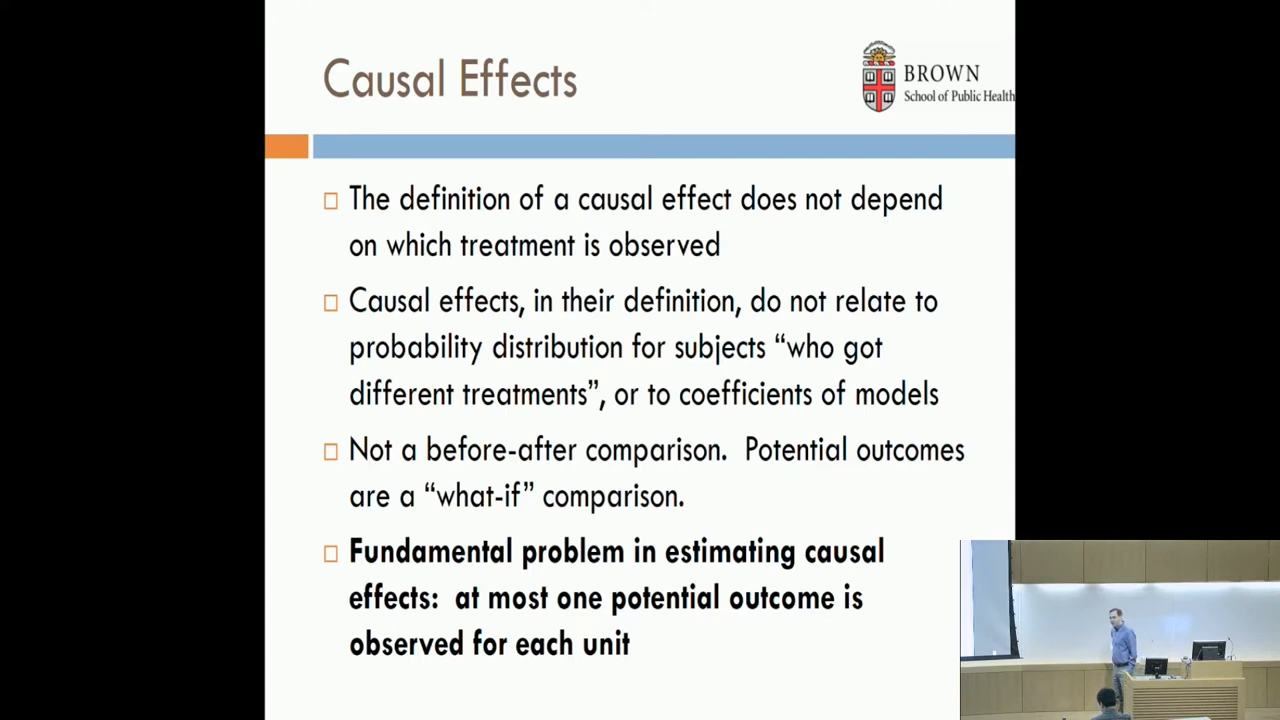 Causal Effects
BROWN
School of Public Health
The definition of a causal effect does not depend
on which treatment is observed
Causal effects, in their definition, do not relate to
probability distribution for subjects “who got
different treatments”, or to coefficients of models
Not a before-after comparison.  Potential outcomes
are a “what-if” comparison.
Fundamental problem in estimating causal
effects:  at most one potential outcome is
observed for each unit